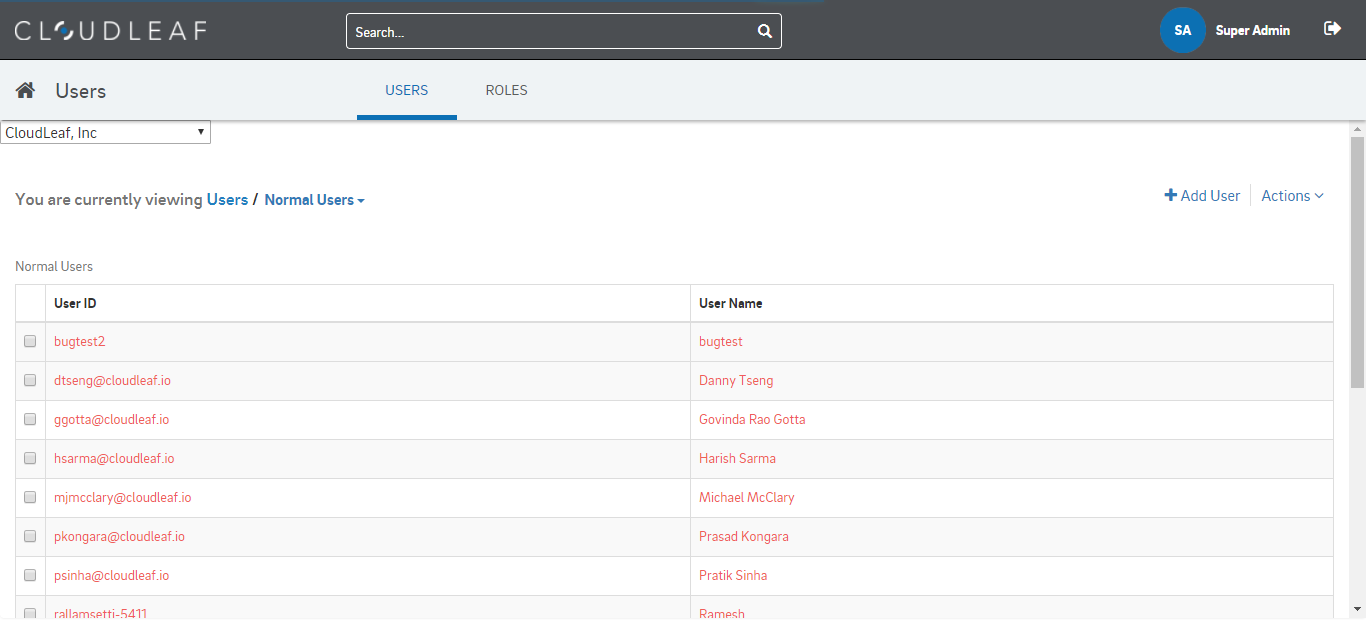 CLOUDLEAF
Search...
SA
Super Admin
Users
USERS
ROLES
CloudLeaf, Inc
You are currently viewing Users / Normal Users
Add User
Actions
Normal Users
User ID
User Name
bugtest2
bugtest
dtseng@cloudleaf.io
Danny Tseng
ggotta@cloudleaf.io
Govinda Rao Gotta
hsarma@cloudleaf.io
Harish Sarma
mjmcclary@cloudleaf.io
Michael McClary
pkongara@cloudleaf.io
Prasad Kongara
psinha@cloudleaf.io
Pratik Sinha
rallamsetti-5411
Ramesh